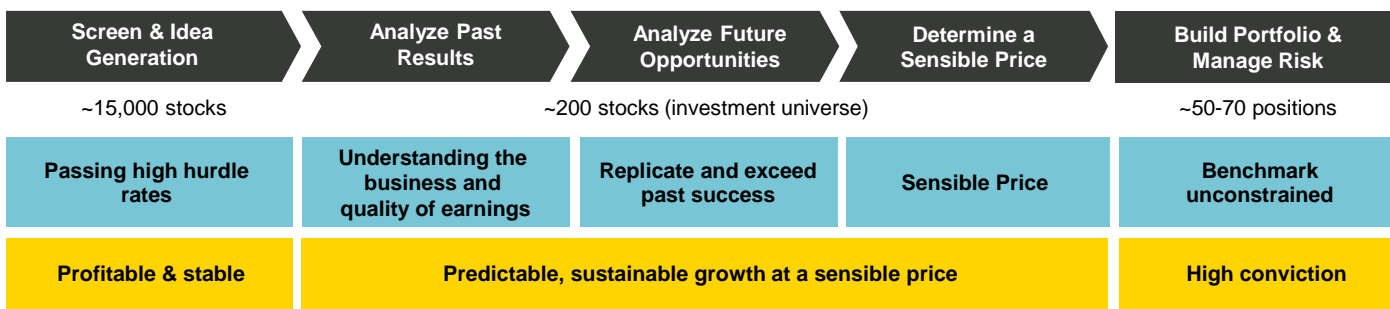 Screen & Idea
Generation
Analyze Past
Results
Analyze Future
Opportunities
Determine a
Sensible Price
Build Portfolio &
Manage Risk
~15,000 stocks
~200 stocks (investment universe)
~50-70 positions
Passing high hurdle
rates
Understanding the
business and
quality of earnings
Replicate and exceed
past success
Sensible Price
Benchmark
unconstrained
Profitable & stable
Predictable, sustainable growth at a sensible price
High conviction